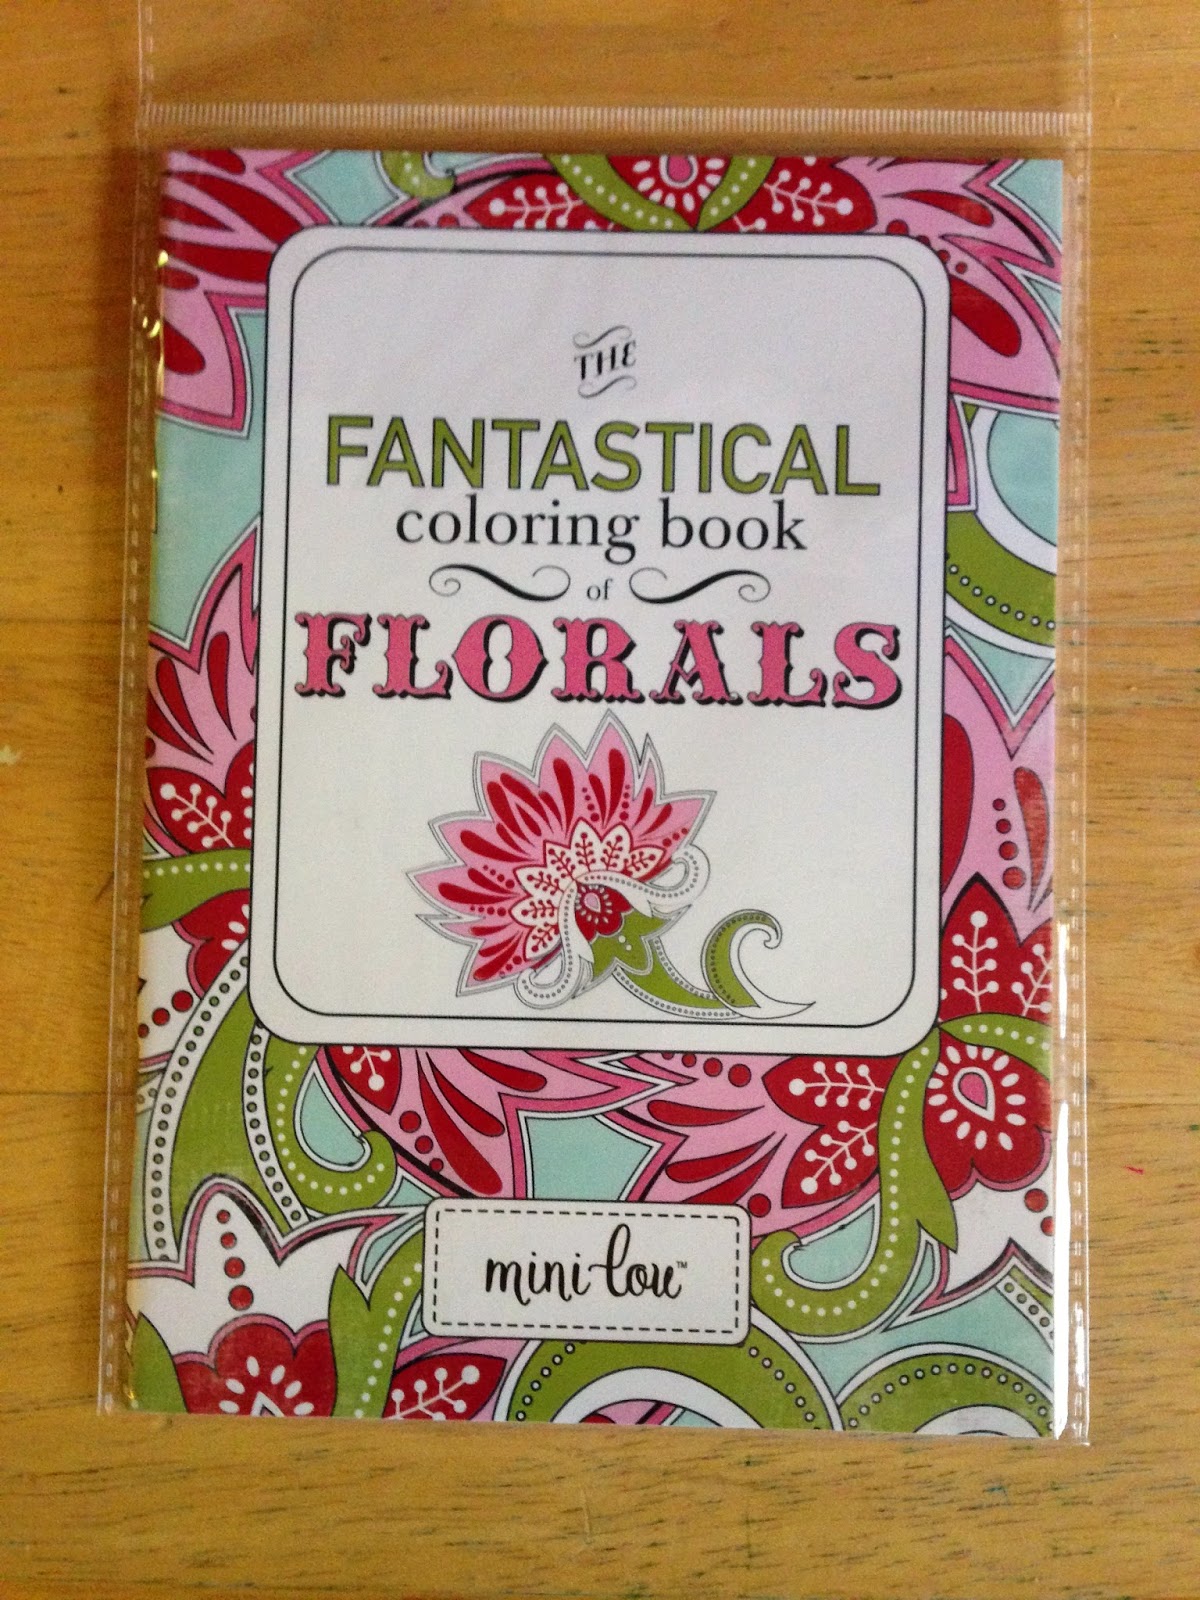 THE
FANTASTICAL
coloring book
of
FLORALS
mini lou™